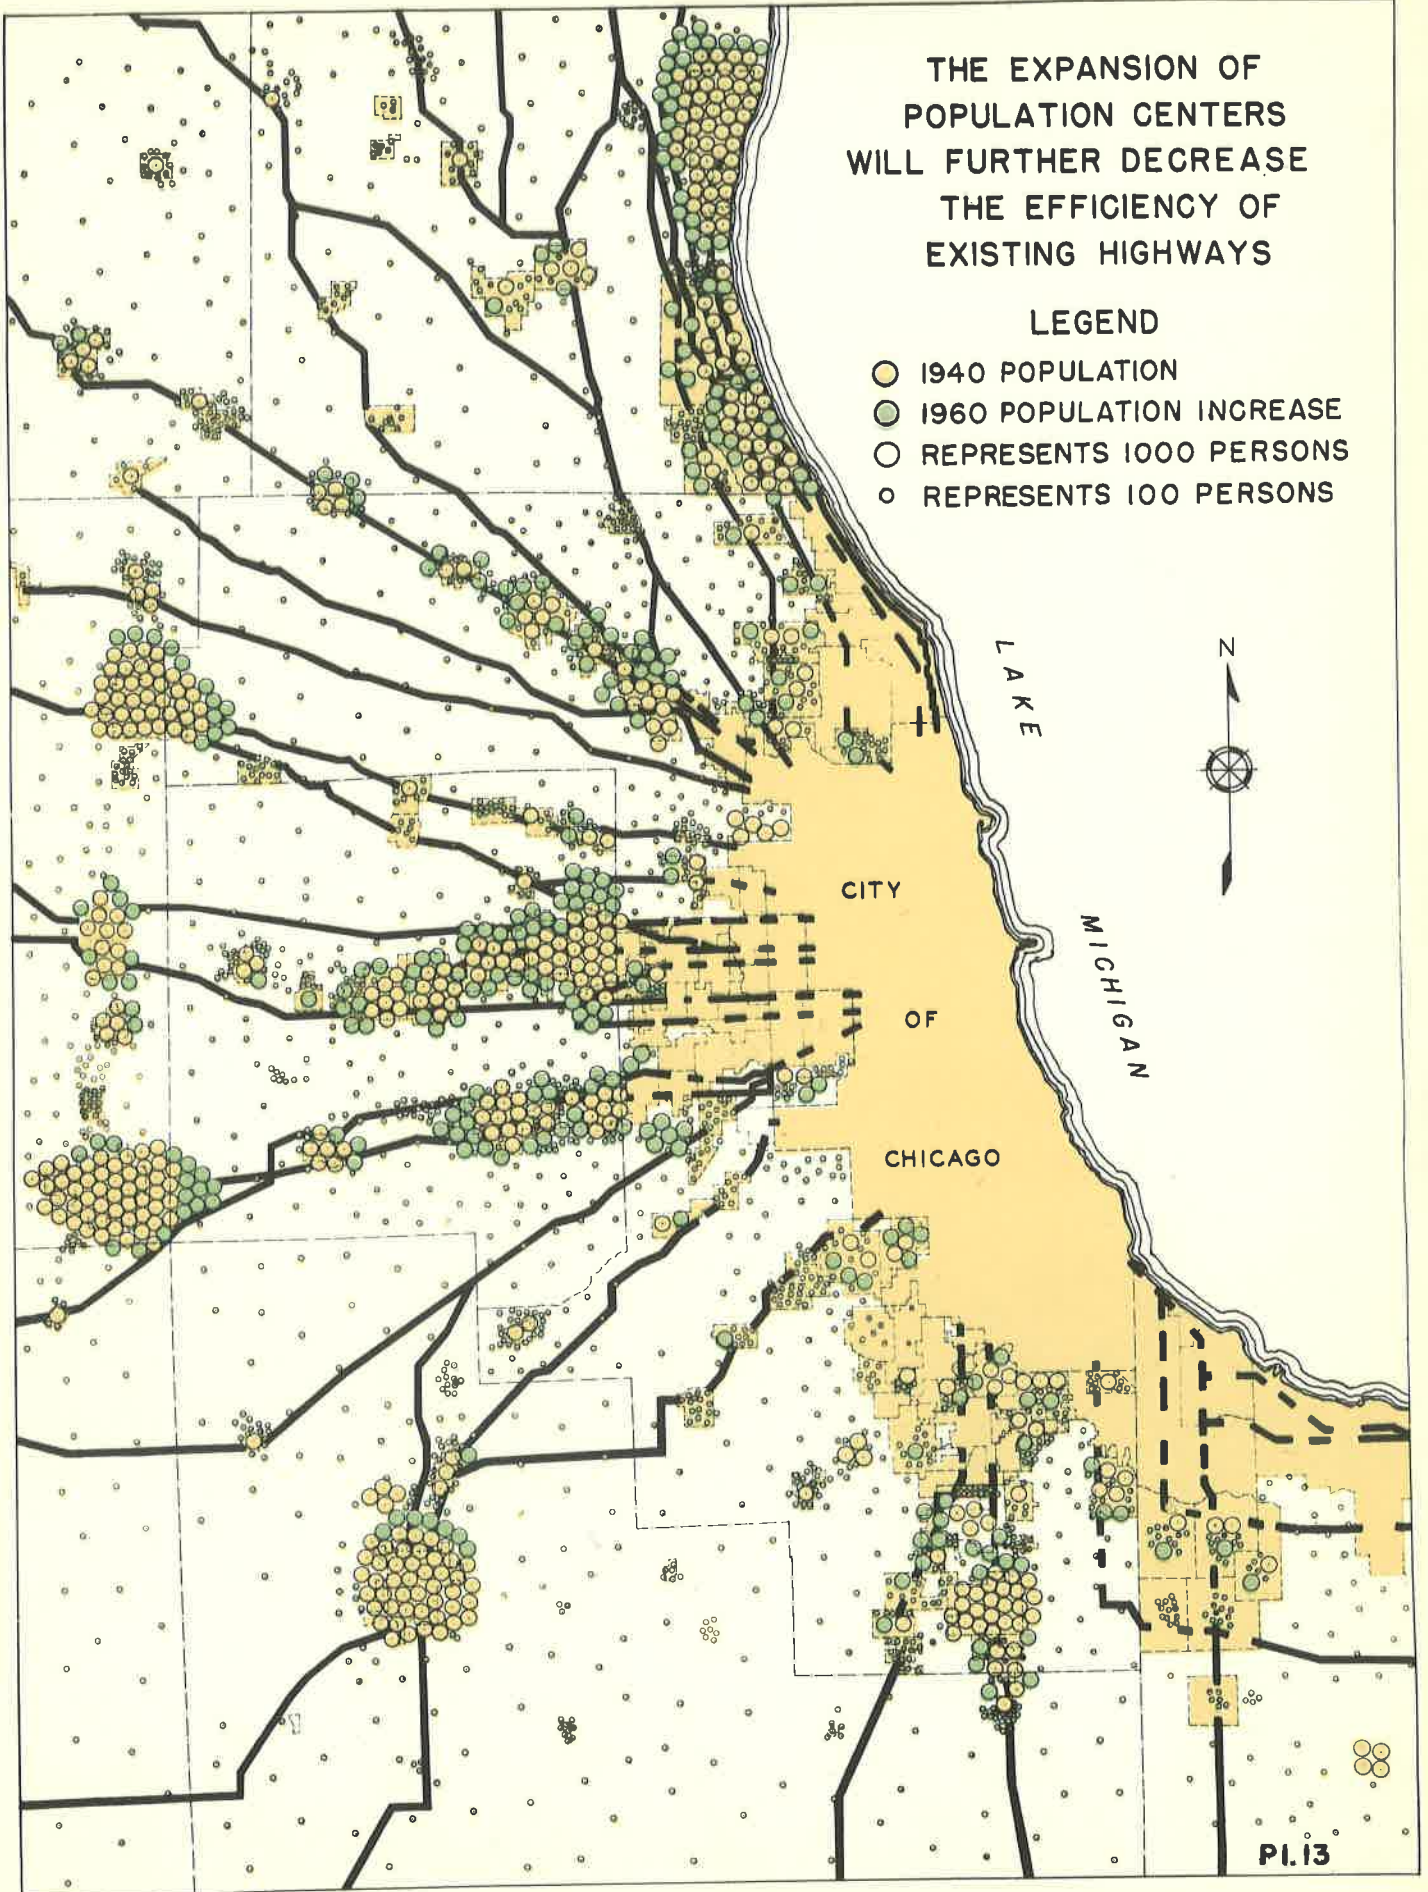 THE EXPANSION OF
POPULATION CENTERS
WILL FURTHER DECREASE
THE EFFICIENCY OF
EXISTING HIGHWAYS
LEGEND
1940 POPULATION
1960 POPULATION INCREASE
REPRESENTS 1000 PERSONS
REPRESENTS 100 PERSONS
N
LAKE
MICHIGAN
CITY
OF
CHICAGO
Pl. 13